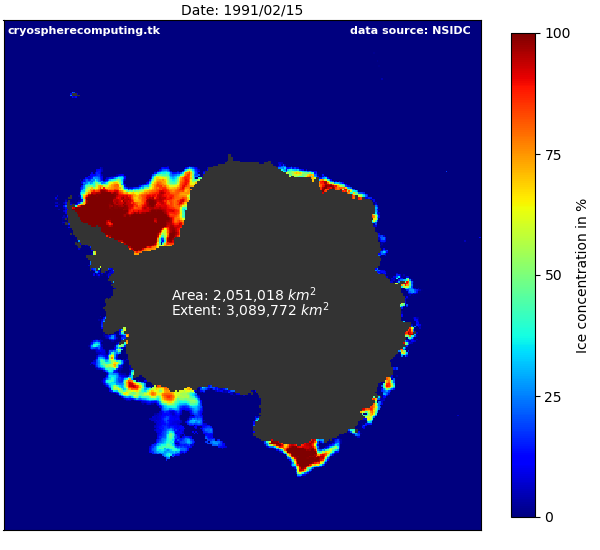 Date: 1991/02/15
cryospherecomputing.tk
data source: NSIDC
100
75
50
25
0
Ice concentration in %
Area: 2,051,018 km²
Extent: 3,089,772 km²